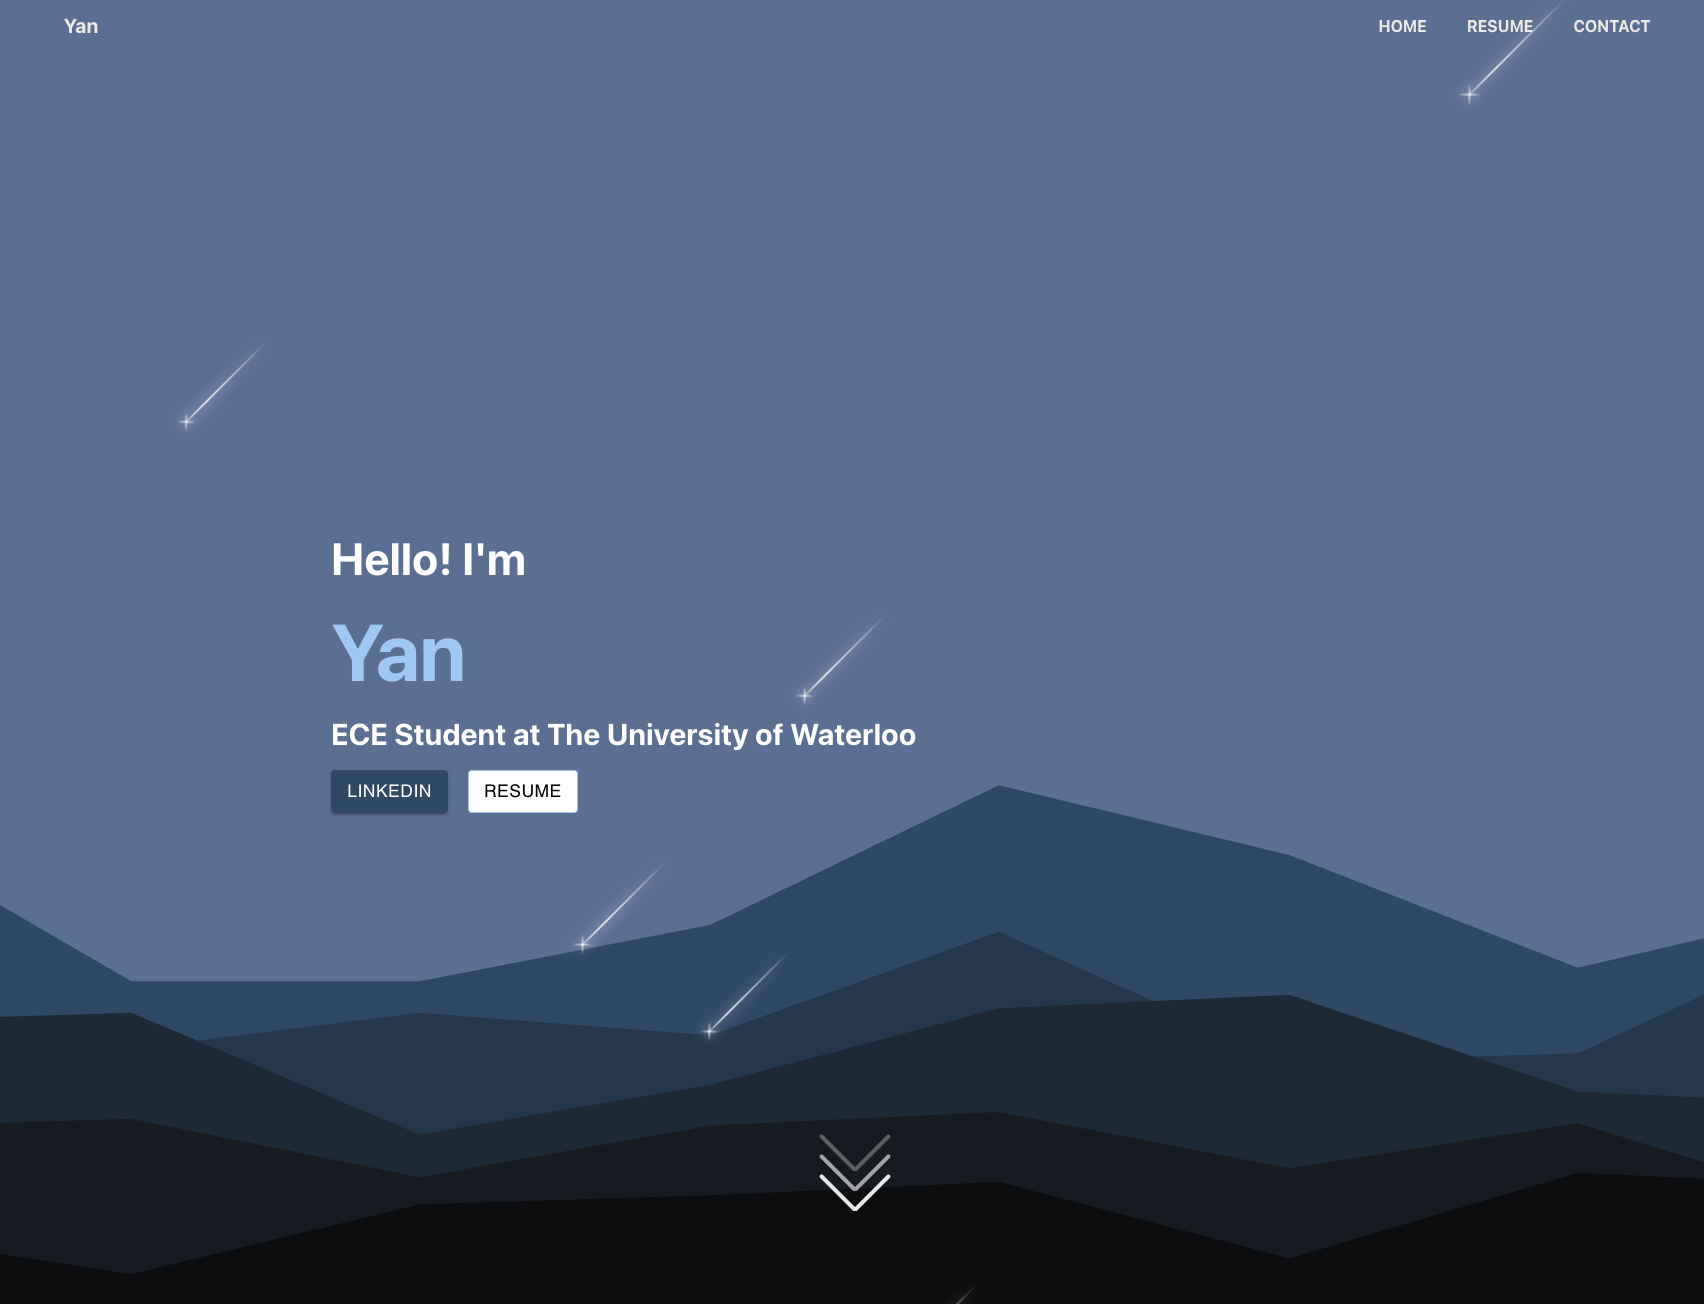 Yan
HOME RESUME CONTACT
Hello! I'm
Yan
ECE Student at The University of Waterloo
LINKEDIN RESUME